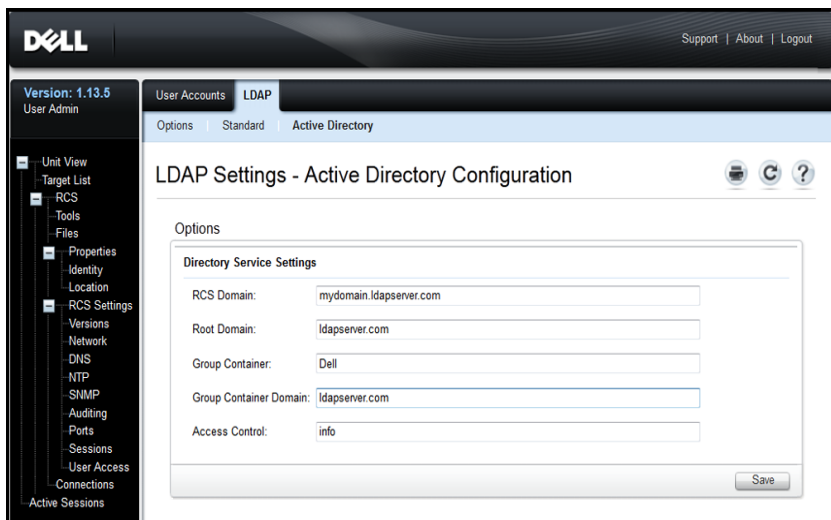 DELL
Support | About | Logout
Version: 1.13.5
User Admin
User Accounts LDAP
Options Standard Active Directory
Unit View
Target List
RCS
Tools
Files
Properties
Identity
Location
RCS Settings
Versions
Network
DNS
NTP
SNMP
Auditing
Ports
Sessions
User Access
Connections
Active Sessions
LDAP Settings - Active Directory Configuration
?
Options
Directory Service Settings
RCS Domain: mydomain.ldapserver.com
Root Domain: ldapserver.com
Group Container: Dell
Group Container Domain: ldapserver.com
Access Control: info
Save